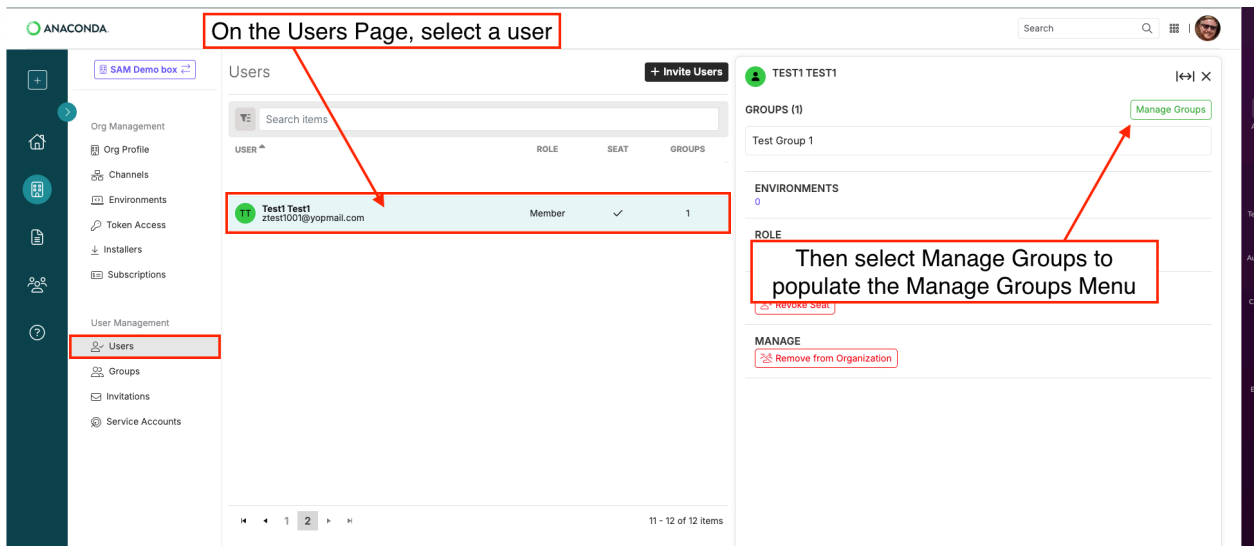 ANACONDA.
On the Users Page, select a user
Search
SAM Demo box
Users
+ Invite Users
TEST1 TEST1
Org Management
Org Profile
Channels
Environments
Token Access
Installers
Subscriptions
User Management
Users
Groups
Invitations
Service Accounts
Search items
USER ROLE SEAT GROUPS
TT Test1 Test1 Member 1
ztest1001@yopmail.com
1 2
11 - 12 of 12 items
GROUPS (1)
Manage Groups
Test Group 1
ENVIRONMENTS
0
ROLE
Then select Manage Groups to
populate the Manage Groups Menu
Revoke Seat
MANAGE
Remove from Organization